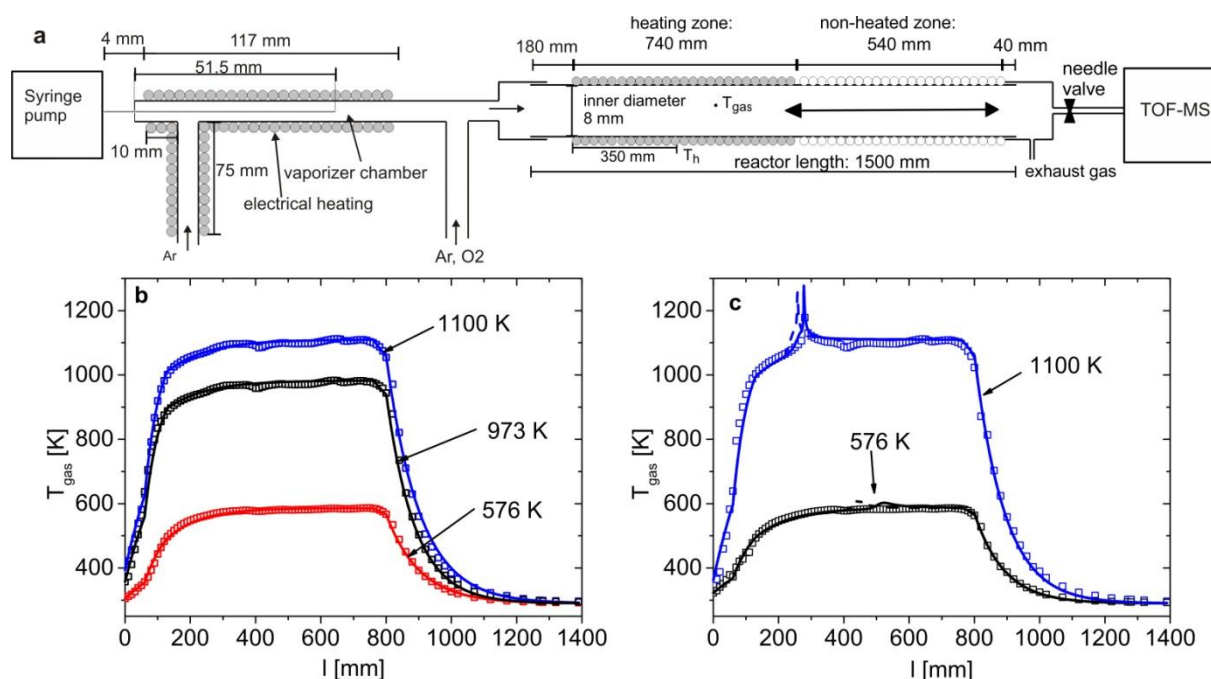 a
4 mm
117 mm
51.5 mm
Syringe
pump
10 mm
75 mm
vaporizer chamber
electrical heating
Ar
Ar, O2
heating zone:
740 mm
non-heated zone:
540 mm
180 mm
40 mm
needle
valve
inner diameter
8 mm
T gas
TOF-MS
350 mm
T h
reactor length: 1500 mm
exhaust gas
b
1200
1000
800
600
400
T gas [K]
1100 K
973 K
576 K
0 200 400 600 800 1000 1200 1400
l [mm]
c
1200
1000
800
600
400
T gas [K]
1100 K
576 K
0 200 400 600 800 1000 1200 1400
l [mm]